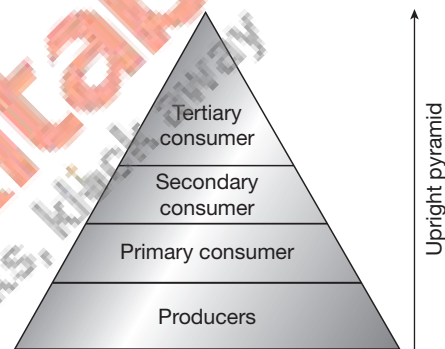 Tertiary
consumer
Secondary
consumer
Primary consumer
Producers
Upright pyramid